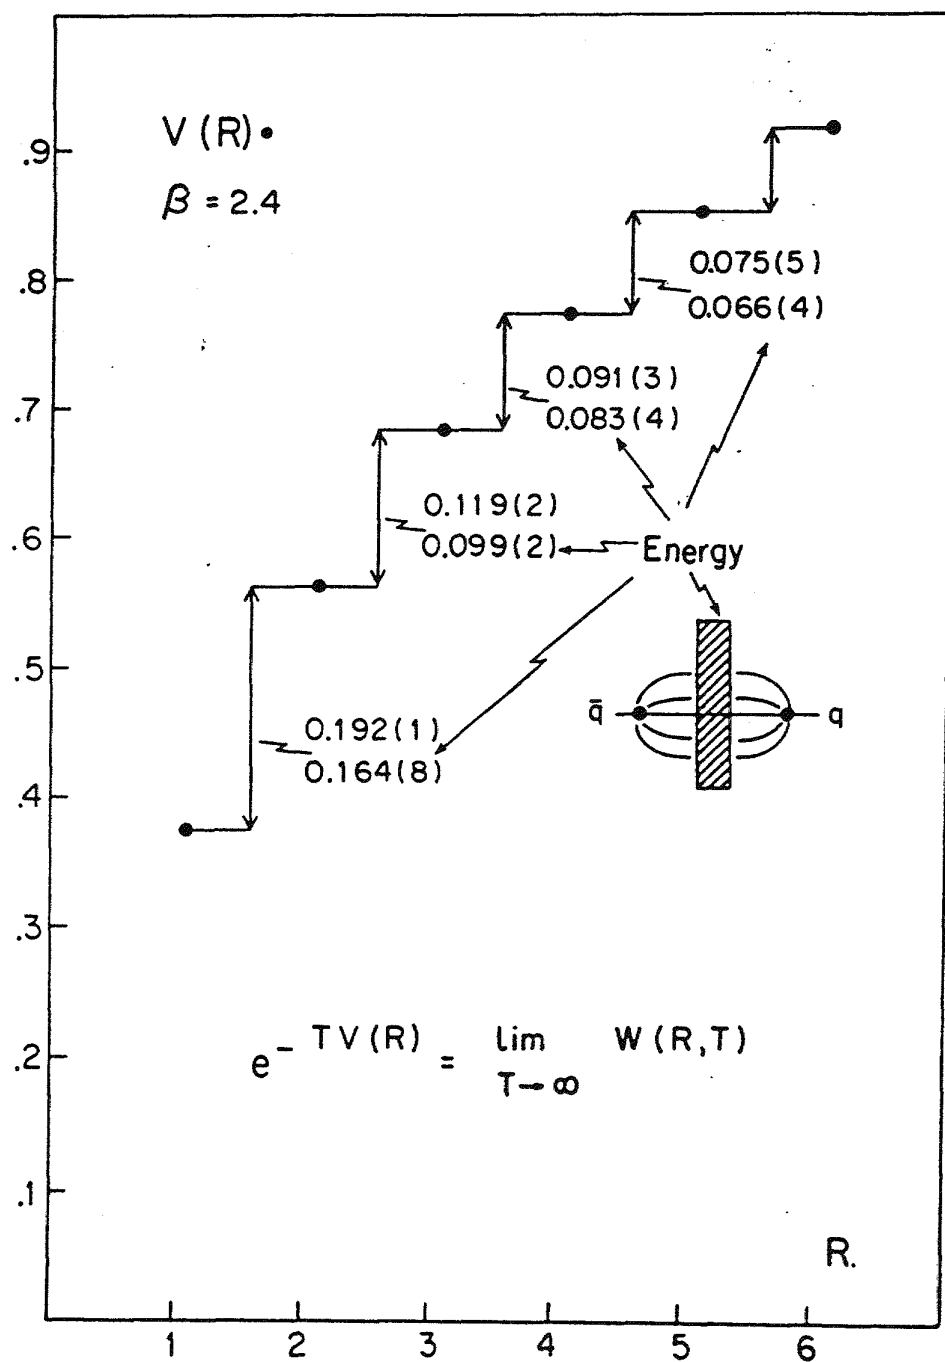 V(R)•
β = 2.4
.9
.8
.7
.6
.5
.4
.3
.2
.1
0.075(5)
0.066(4)
0.091(3)
0.083(4)
0.119(2)
0.099(2)
Energy
0.192(1)
0.164(8)
q̄ q
e^{-TV(R)} = lim W(R,T)
T→∞
R.
1 2 3 4 5 6